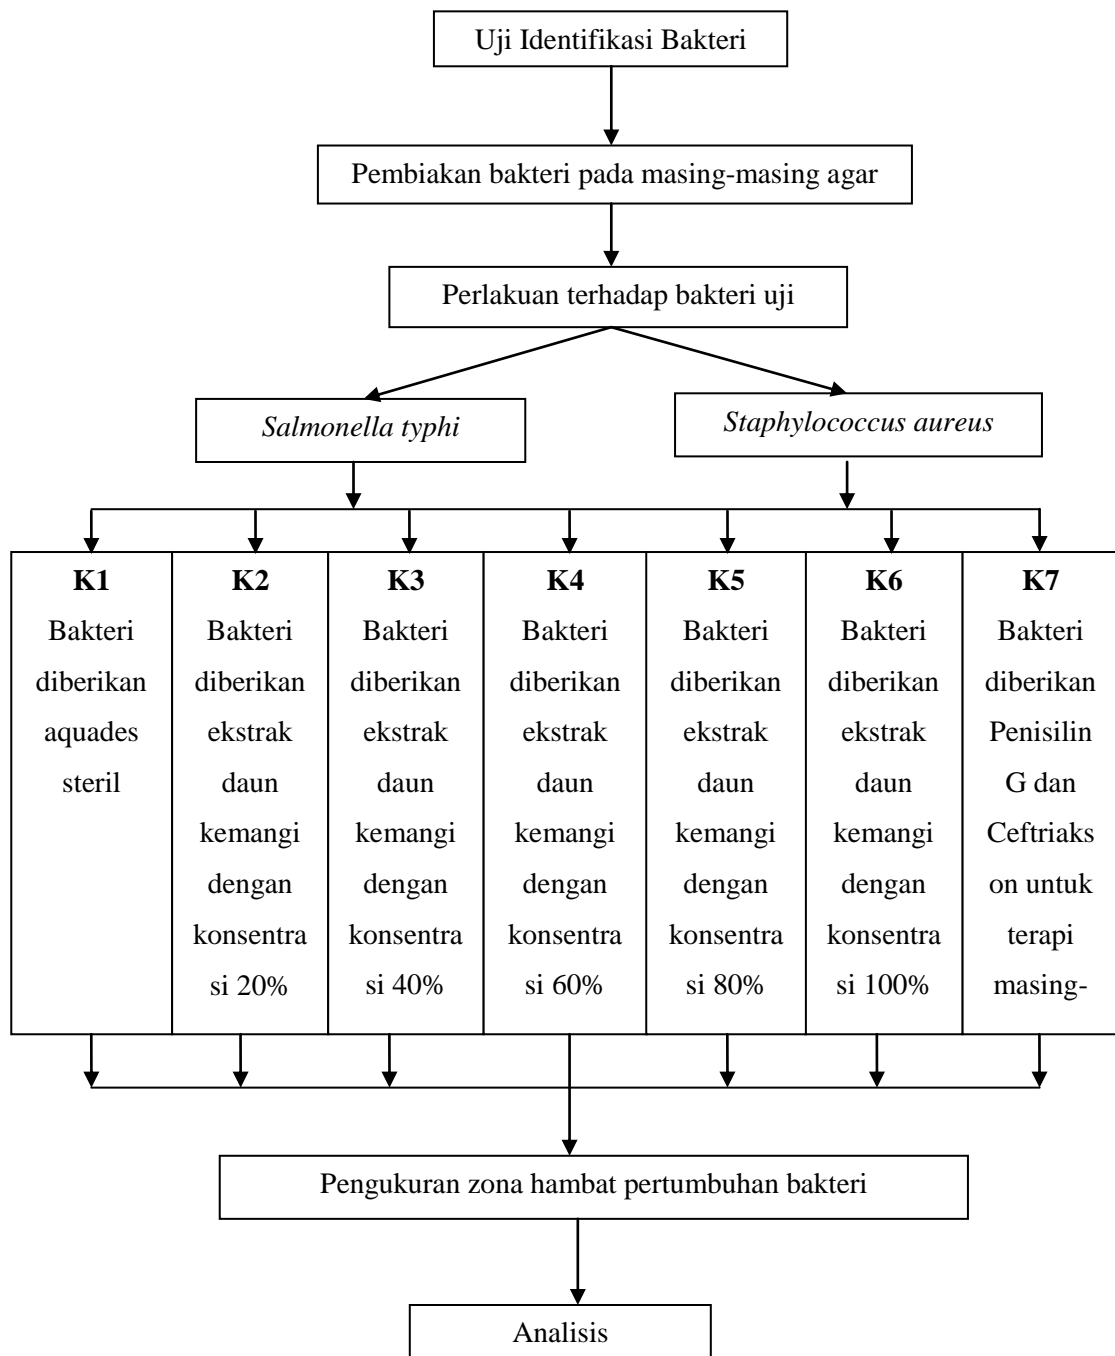 Uji Identifikasi Bakteri
Pembiakan bakteri pada masing-masing agar
Perlakuan terhadap bakteri uji
Salmonella typhi
Staphylococcus aureus
K1
Bakteri
diberikan
aquades
steril
K2
Bakteri
diberikan
ekstrak
daun
kemangi
dengan
konsentra
si 20%
K3
Bakteri
diberikan
ekstrak
daun
kemangi
dengan
konsentra
si 40%
K4
Bakteri
diberikan
ekstrak
daun
kemangi
dengan
konsentra
si 60%
K5
Bakteri
diberikan
ekstrak
daun
kemangi
dengan
konsentra
si 80%
K6
Bakteri
diberikan
ekstrak
daun
kemangi
dengan
konsentra
si 100%
K7
Bakteri
diberikan
Penisilin
G dan
Ceftriaks
on untuk
terapi
masing-
Pengukuran zona hambat pertumbuhan bakteri
Analisis